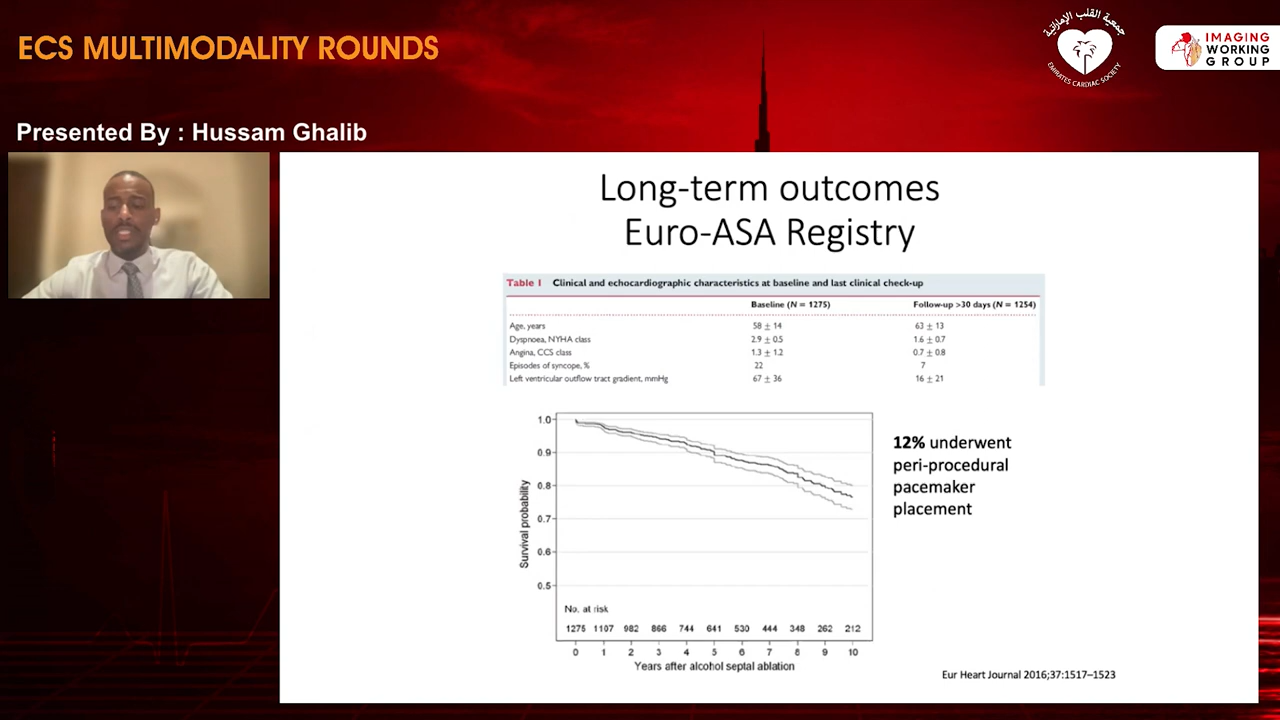 ECS MULTIMODALITY ROUNDS
جمعية القلب الإماراتية
EMIRATES CARDIAC SOCIETY
IMAGING
WORKING
GROUP
Presented By : Hussam Ghalib
Long-term outcomes
Euro-ASA Registry
Table 1 Clinical and echocardiographic characteristics at baseline and last clinical check-up
Baseline (N = 1275) Follow-up >30 days (N = 1254)
Age, years 58 ± 14 63 ± 13
Dyspnoea, NYHA class 2.9 ± 0.5 1.6 ± 0.7
Angina, CCS class 1.3 ± 1.2 0.7 ± 0.8
Episodes of syncope, % 22 7
Left ventricular outflow tract gradient, mmHg 67 ± 36 16 ± 21
1.0
0.9
0.8
0.7
0.6
0.5
Survival probability
No. at risk
1275 1107 982 866 744 641 530 444 348 262 212
0 1 2 3 4 5 6 7 8 9 10
Years after alcohol septal ablation
12% underwent
peri-procedural
pacemaker
placement
Eur Heart Journal 2016;37:1517–1523